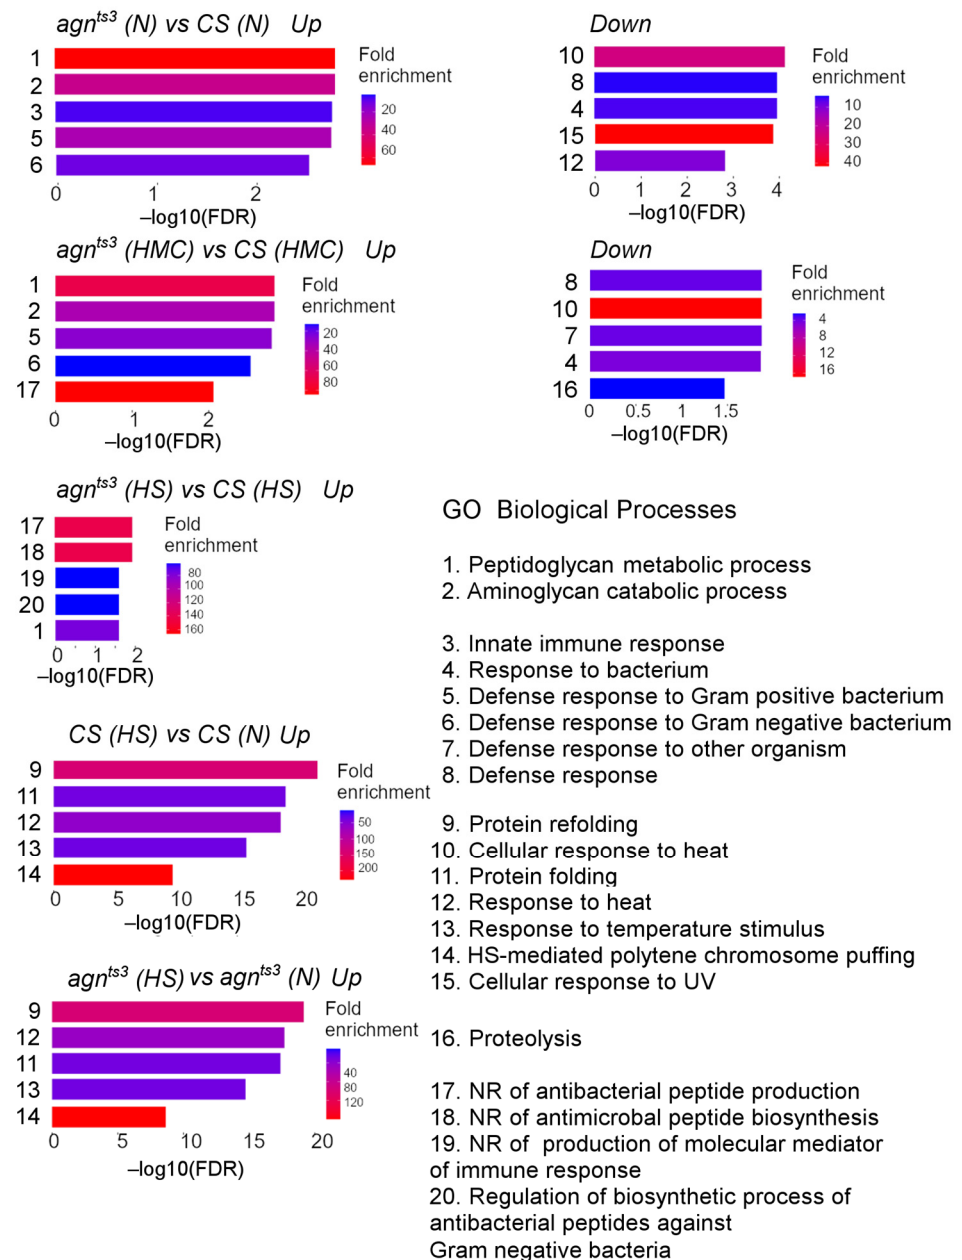 agnts3 (N) vs CS (N) Up
1
2
3
5
6
0 1 2
–log10(FDR)
Fold
enrichment
20
40
60
Down
10
8
4
15
12
0 1 2 3 4
–log10(FDR)
Fold
enrichment
10
20
30
40
agnts3 (HMC) vs CS (HMC) Up
1
2
5
6
17
0 1 2
–log10(FDR)
Fold
enrichment
20
40
60
80
Down
8
10
7
4
16
0 0.5 1 1.5
–log10(FDR)
Fold
enrichment
4
8
12
16
agnts3 (HS) vs CS (HS) Up
17
18
19
20
1
0 1 2
–log10(FDR)
Fold
enrichment
80
100
120
140
160
CS (HS) vs CS (N) Up
9
11
12
13
14
0 5 10 15 20
–log10(FDR)
Fold
enrichment
50
100
150
200
agnts3 (HS) vs agnts3 (N) Up
9
12
11
13
14
0 5 10 15 20
–log10(FDR)
Fold
enrichment
40
80
120
GO Biological Processes
1. Peptidoglycan metabolic process
2. Aminoglycan catabolic process
3. Innate immune response
4. Response to bacterium
5. Defense response to Gram positive bacterium
6. Defense response to Gram negative bacterium
7. Defense response to other organism
8. Defense response
9. Protein refolding
10. Cellular response to heat
11. Protein folding
12. Response to heat
13. Response to temperature stimulus
14. HS-mediated polytene chromosome puffing
15. Cellular response to UV
16. Proteolysis
17. NR of antibacterial peptide production
18. NR of antimicrobal peptide biosynthesis
19. NR of production of molecular mediator
of immune response
20. Regulation of biosynthetic process of
antibacterial peptides against
Gram negative bacteria